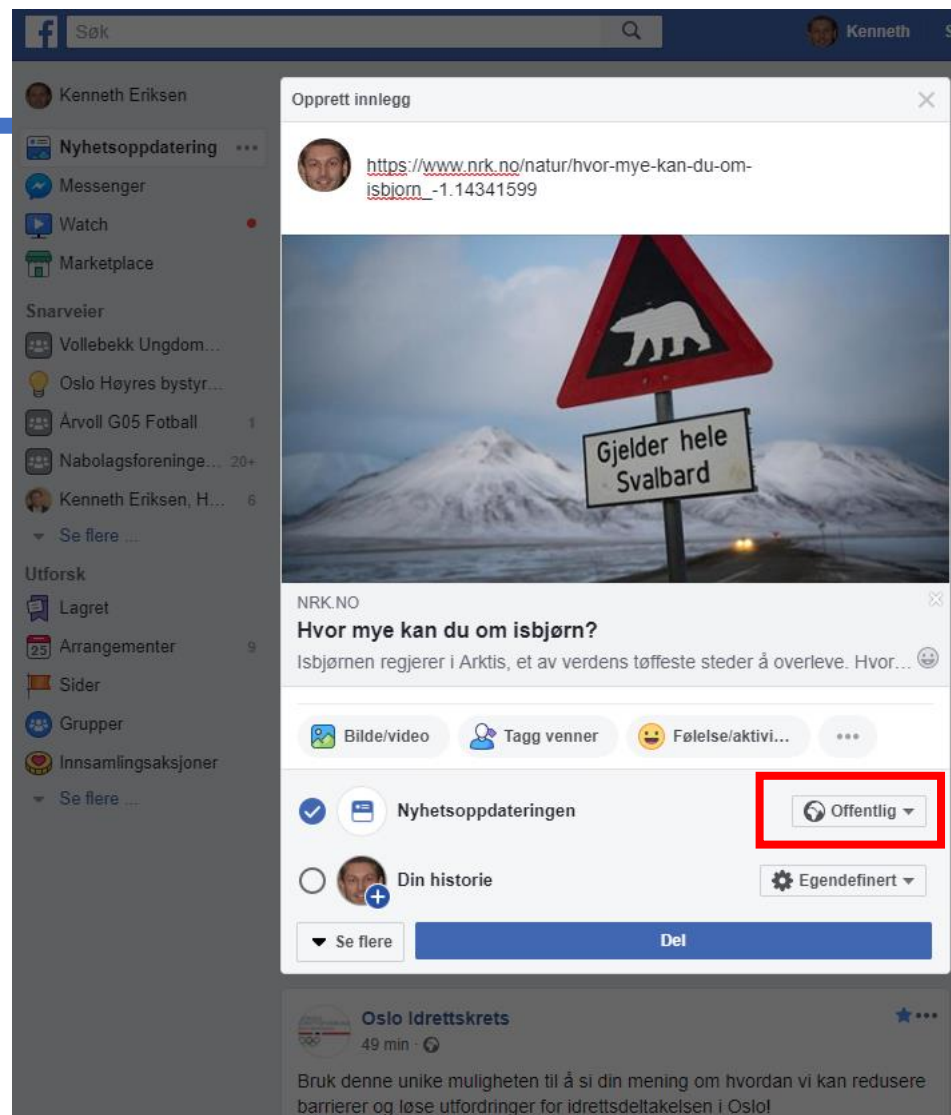 f
Søk
Kenneth
Kenneth Eriksen
Nyhetsoppdatering
Messenger
Watch
Marketplace
Snarveier
Vollebekk Ungdom...
Oslo Høyres bystyr...
Årvoll G05 Fotball 1
Nabolagsforeninge... 20+
Kenneth Eriksen, H... 6
Se flere ...
Utforsk
Lagret
25 Arrangementer 9
Sider
Grupper
Innsamlingsaksjoner
Se flere ...
Opprett innlegg
https://www.nrk.no/natur/hvor-mye-kan-du-om-
isbjorn_-1.14341599
Gjelder hele
Svalbard
NRK.NO
Hvor mye kan du om isbjørn?
Isbjørnen regjerer i Arktis, et av verdens tøffeste steder å overleve. Hvor...
Bilde/video
Tagg venner
Følelse/aktivi...
Nyhetsoppdateringen
Offentlig
Din historie
Egendefinert
Se flere
Del
Oslo Idrettskrets
49 min ·
Bruk denne unike muligheten til å si din mening om hvordan vi kan redusere
barrierer og løse utfordringer for idrettsdeltakelsen i Oslo!